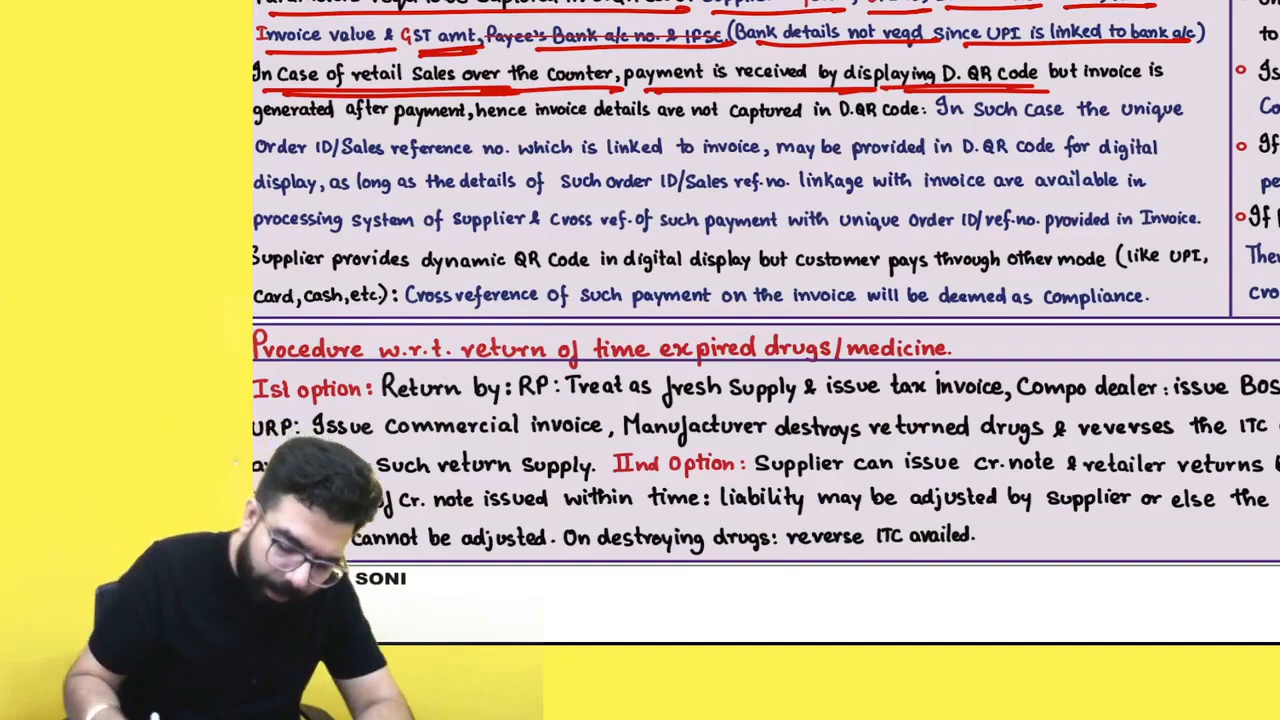 Invoice value & GST amt, Payee's Bank a/c no. & IFSC (Bank details not reqd since UPI is linked to bank a/c)
In Case of retail Sales over the counter, payment is received by displaying D. QR Code but invoice is
generated after payment, hence invoice details are not captured in D.QR code: In Such case the unique
Order ID/Sales reference no. which is linked to invoice, may be provided in D. QR code for digital
display, as long as the details of Such order ID/Sales ref.no. linkage with invoice are available in
processing system of Supplier & Cross ref. of such payment with unique Order ID/ref.no. provided in Invoice.
Supplier provides dynamic QR Code in digital display but customer pays through other mode (like UPI,
Card, cash, etc.): Cross reference of such payment on the invoice will be deemed as compliance.
to
If
If
cro
Procedure w.r.t. return of time expired drugs/medicine.
Ist option: Return by: RP: Treat as fresh Supply & issue tax invoice, Compo dealer: issue BOS
URP: Issue Commercial invoice, Manufacturer destroys returned drugs & reverses the ITC
Such return Supply. IInd Option: Supplier can issue Cr. note & retailer returns
Cr. note issued within time: liability may be adjusted by Supplier or else the
cannot be adjusted. On destroying drugs: reverse ITC availed.
SONI